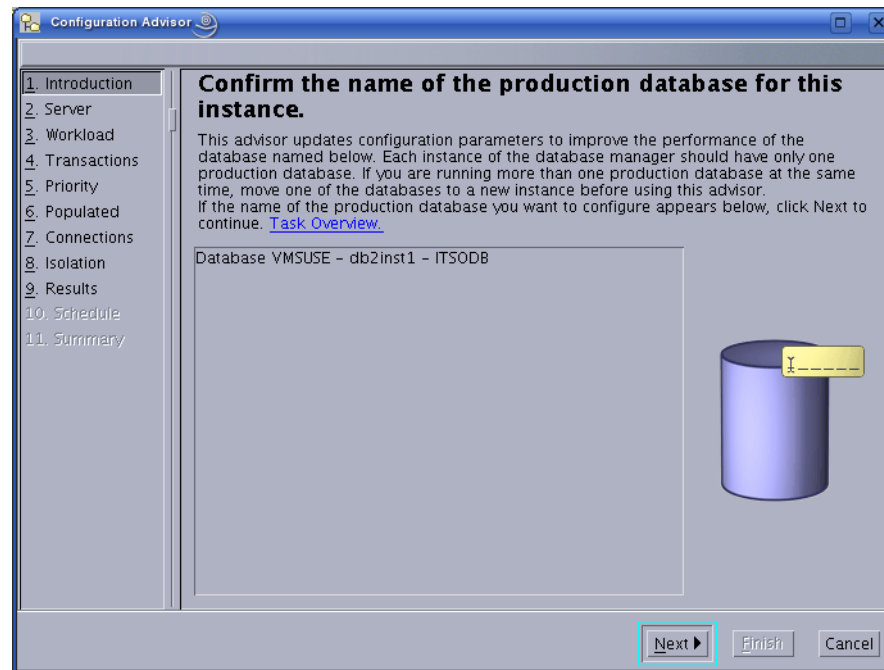 Configuration Advisor
1. Introduction
2. Server
3. Workload
4. Transactions
5. Priority
6. Populated
7. Connections
8. Isolation
9. Results
10. Schedule
11. Summary
Confirm the name of the production database for this
instance.
This advisor updates configuration parameters to improve the performance of the
database named below. Each instance of the database manager should have only one
production database. If you are running more than one production database at the same
time, move one of the databases to a new instance before using this advisor.
If the name of the production database you want to configure appears below, click Next to
continue. Task Overview.
Database VMSUSE - db2inst1 - ITSODB
Next
Finish
Cancel